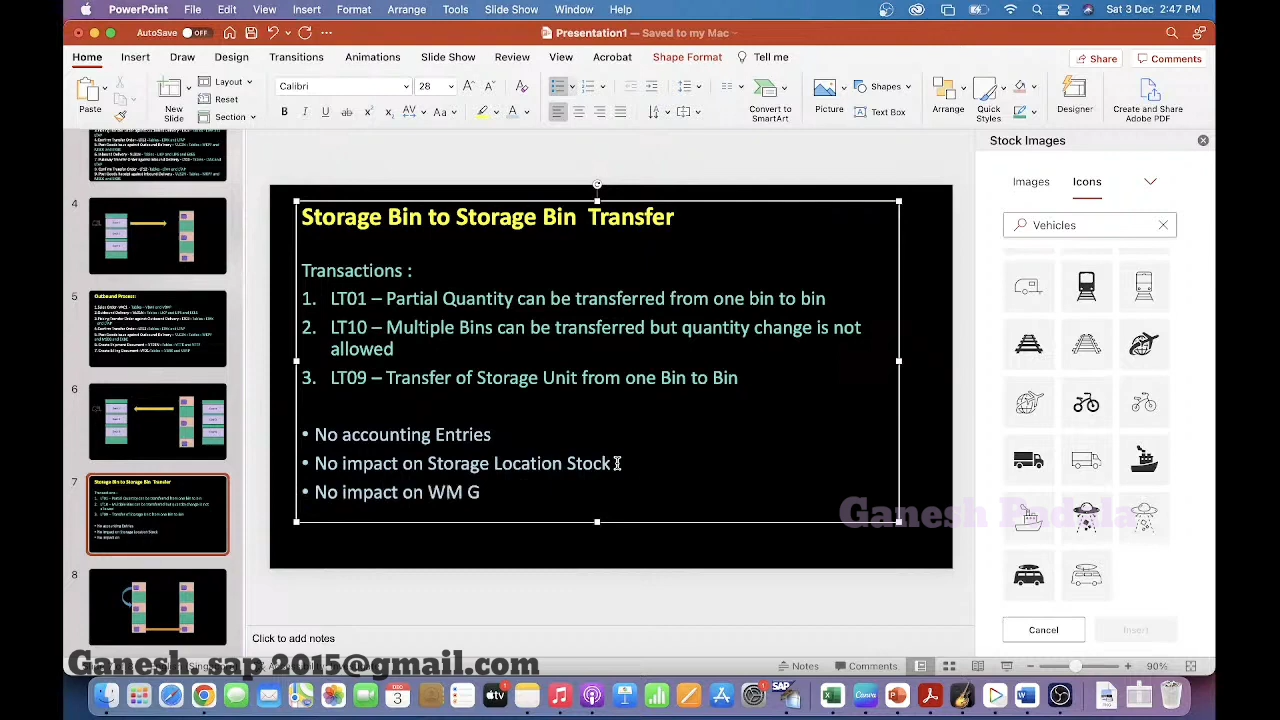 PowerPoint File Edit View Insert Format Arrange Tools Slide Show Window Help Sat 3 Dec 2:47 PM
AutoSave OFF Presentation1 — Saved to my Mac
Home Insert Draw Design Transitions Animations Slide Show Review View Acrobat Shape Format Tell me Share Comments
Paste New Slide Layout Reset Section Calibri 28 Convert to SmartArt Picture Shapes Text Box Arrange Quick Styles Designer Create and Share Adobe PDF
Stock Images
Images Icons
Vehicles
4
5
Outbound Process:
6
7
Storage Bin to Storage Bin Transfer
8
Storage Bin to Storage Bin Transfer
Transactions :
1. LT01 – Partial Quantity can be transferred from one bin to bin
2. LT10 – Multiple Bins can be transferred but quantity change is not
allowed
3. LT09 – Transfer of Storage Unit from one Bin to Bin
• No accounting Entries
• No impact on Storage Location Stock
• No impact on WM G
Cancel Insert
Click to add notes
Ganesh.sap.2015@gmail.com
Notes Comments 90%